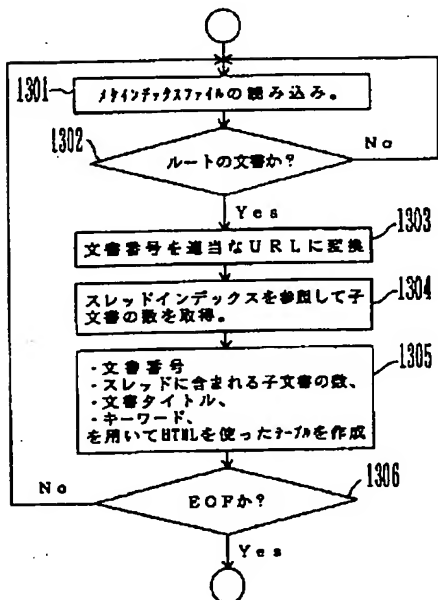 1301
メタインデックスファイルの読み込み。
1302
ルートの文書か?
No
Yes
1303
文書番号を適当なURLに変換
1304
スレッドインデックスを参照して子
文書の数を取得。
1305
・文書番号
・スレッドに含まれる子文書の数、
・文書タイトル、
・キーワード、
を用いてHTMLを使ったテーブルを作成
1306
No
EOFか?
Yes